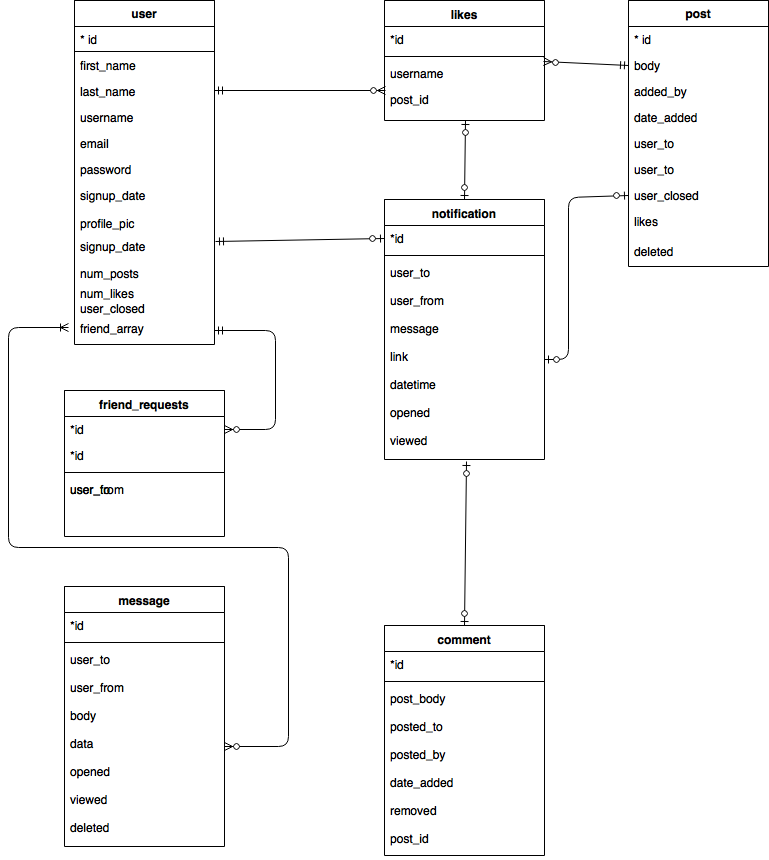 user
* id
first_name
last_name
username
email
password
signup_date
profile_pic
signup_date
num_posts
num_likes
user_closed
friend_array
likes
*id
username
post_id
post
* id
body
added_by
date_added
user_to
user_to
user_closed
likes
deleted
notification
*id
user_to
user_from
message
link
datetime
opened
viewed
friend_requests
*id
*id
user_to
user_from
message
*id
user_to
user_from
body
data
opened
viewed
deleted
comment
*id
post_body
posted_to
posted_by
date_added
removed
post_id